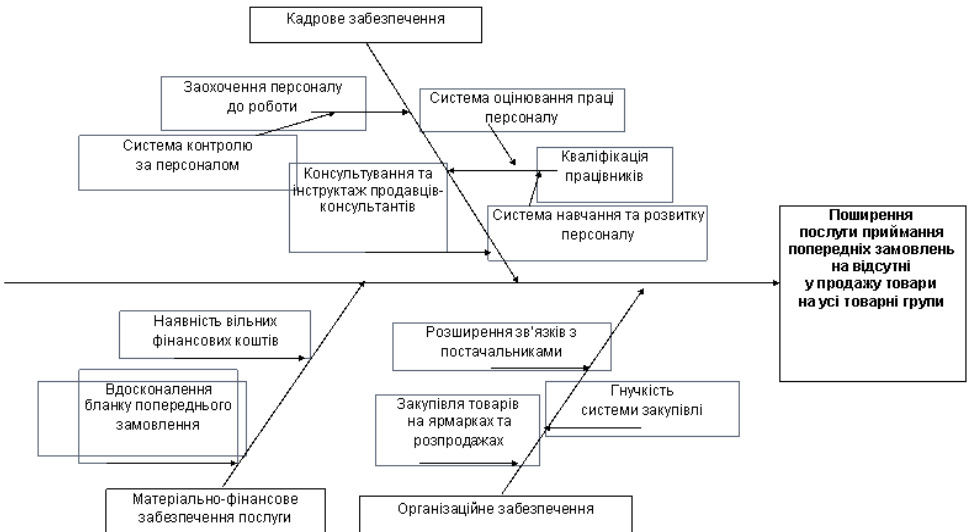 Кадрове забезпечення
Заохочення персоналу
до роботи
Система оцінювання праці
персоналу
Система контролю
за персоналом
Консультування та
інструктаж продавців-
консультантів
Кваліфікація
працівників
Система навчання та розвитку
персоналу
Поширення
послуги приймання
попередніх замовлень
на відсутні
у продажу товари
на усі товарні групи
Наявність вільних
фінансових коштів
Розширення зв'язків з
постачальниками
Вдосконалення
бланку попереднього
замовлення
Закупівля товарів
на ярмарках та
розпродажах
Гнучкість
системи закупівлі
Матеріально-фінансове
забезпечення послуги
Організаційне забезпечення